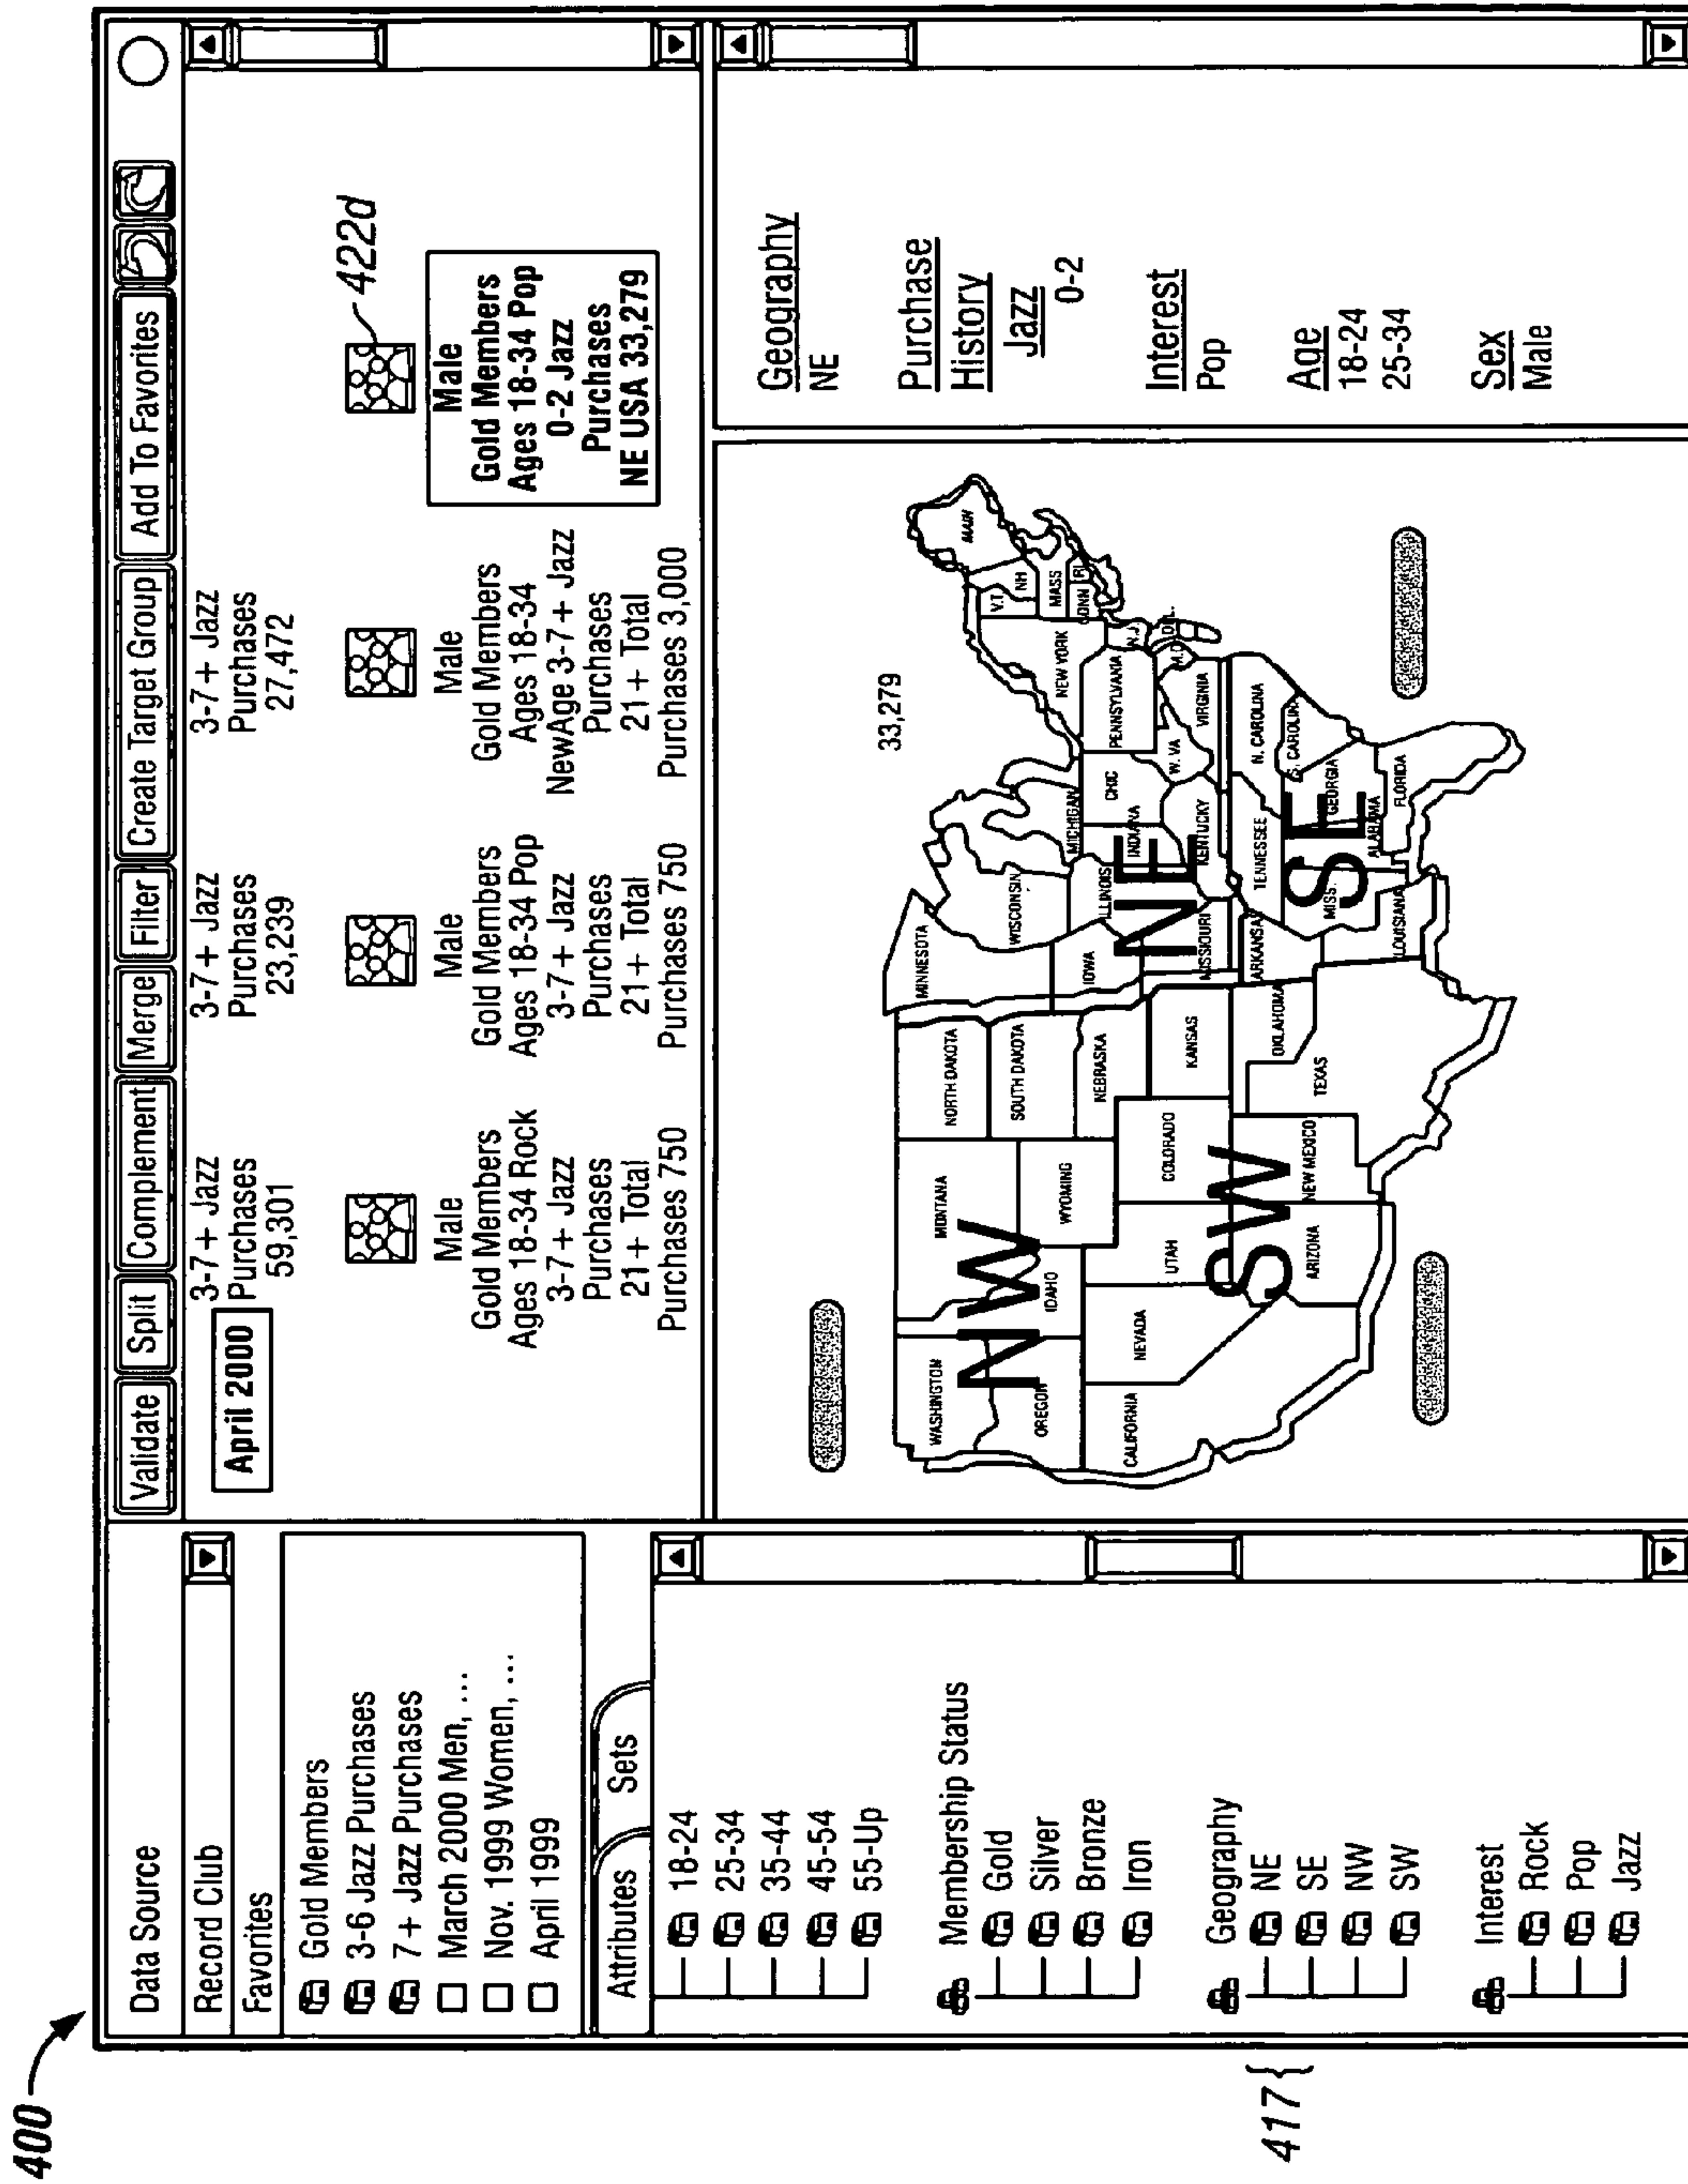 400
Data Source
Record Club
Favorites
Gold Members
3-6 Jazz Purchases
7+ Jazz Purchases
March 2000 Men, ...
Nov. 1999 Women, ...
April 1999
Attributes
Sets
18-24
25-34
35-44
45-54
55-Up
Membership Status
Gold
Silver
Bronze
Iron
417{
Geography
NE
SE
NW
SW
Interest
Rock
Pop
Jazz
Validate
Split
Complement
Merge
Filter
Create Target Group
Add To Favorites
April 2000
3-7+ Jazz
Purchases
59,301
3-7+ Jazz
Purchases
23,239
3-7+ Jazz
Purchases
27,472
Male
Gold Members
Ages 18-34 Rock
3-7+ Jazz
Purchases
21+ Total
Purchases 750
Male
Gold Members
Ages 18-34 Pop
3-7+ Jazz
Purchases
21+ Total
Purchases 750
Male
Gold Members
Ages 18-34
NewAge 3-7+ Jazz
Purchases
21+ Total
Purchases 3,000
422d
Male
Gold Members
Ages 18-34 Pop
0-2 Jazz
Purchases
NE USA 33,279
33,279
NW
NE
SW
SE
WASHINGTON
OREGON
CALIFORNIA
NEVADA
IDAHO
MONTANA
WYOMING
UTAH
COLORADO
ARIZONA
NEW MEXICO
NORTH DAKOTA
SOUTH DAKOTA
NEBRASKA
KANSAS
OKLAHOMA
TEXAS
MINNESOTA
IOWA
MISSOURI
ARKANSAS
LOUISIANA
WISCONSIN
ILLINOIS
MICHIGAN
INDIANA
CHIC
KENTUCKY
TENNESSEE
MISS.
ALABAMA
GEORGIA
FLORIDA
S. CAROLINA
N. CAROLINA
VIRGINIA
W. VA
PENNSYLVANIA
NEW YORK
V.T.
NH
MASS
CONN
RI
N.J.
M.D.
DEL.
MAIN
Geography
NE
Purchase
History
Jazz
0-2
Interest
Pop
Age
18-24
25-34
Sex
Male